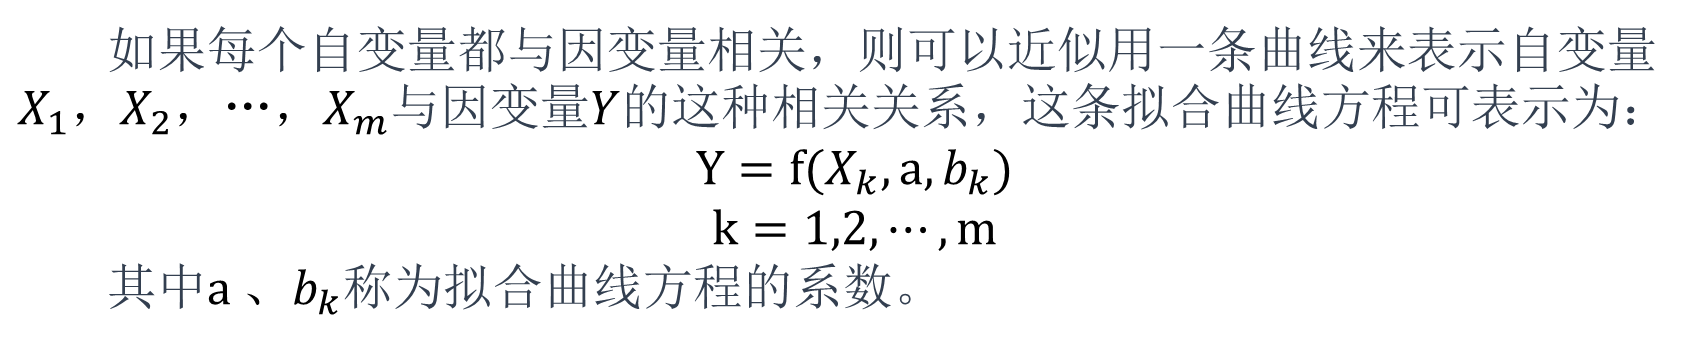 如果每个自变量都与因变量相关，则可以近似用一条曲线来表示自变量
X₁，X₂，⋯，Xₘ与因变量Y的这种相关关系，这条拟合曲线方程可表示为：
Y = f(Xₖ, a, bₖ)
k = 1,2, ⋯ , m
其中a 、bₖ称为拟合曲线方程的系数。